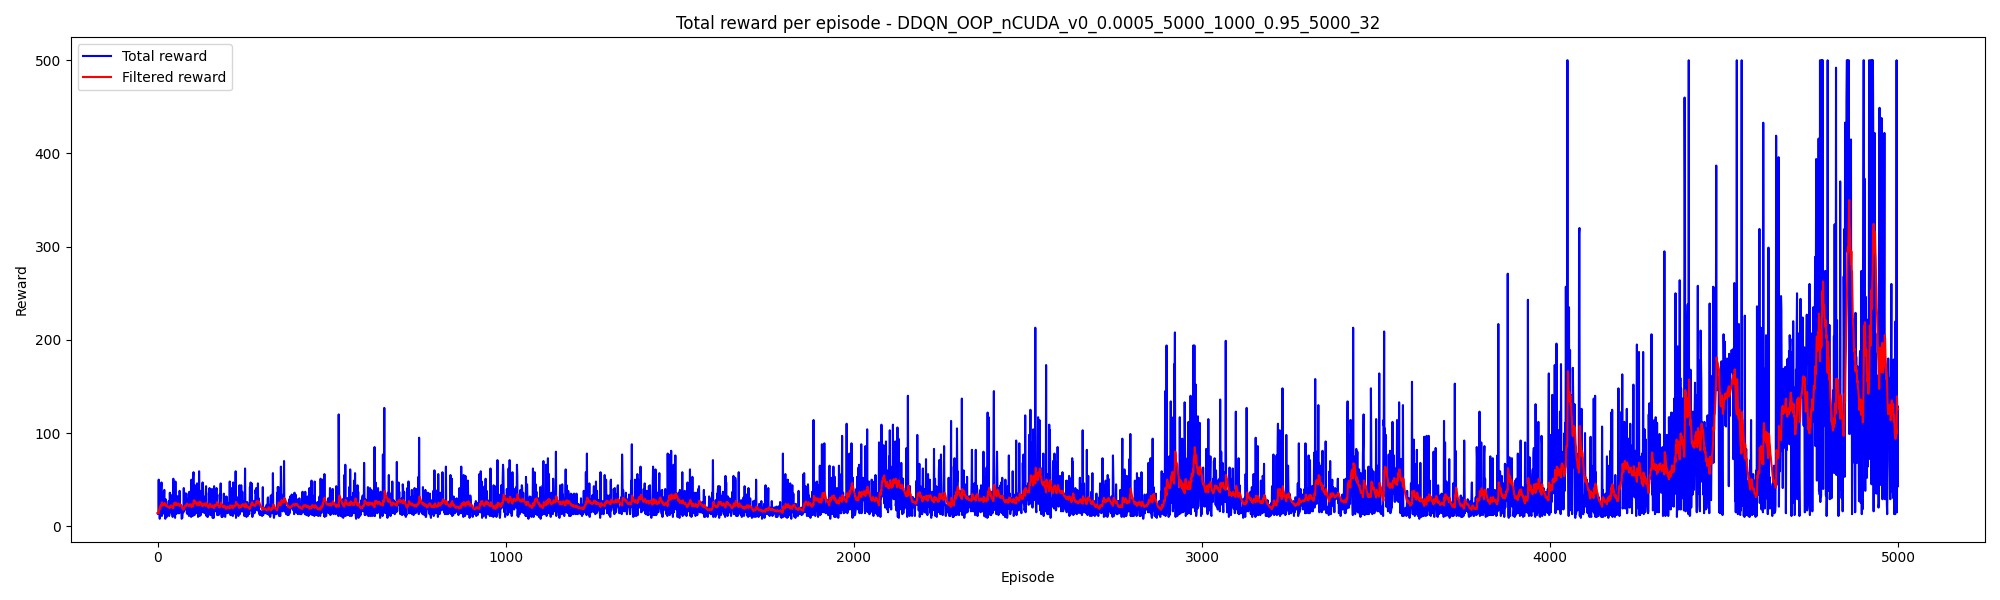 Total reward per episode - DDQN_OOP_nCUDA_v0_0.0005_5000_1000_0.95_5000_32
Total reward
Filtered reward
500
400
300
200
100
0
Reward
0 1000 2000 3000 4000 5000
Episode